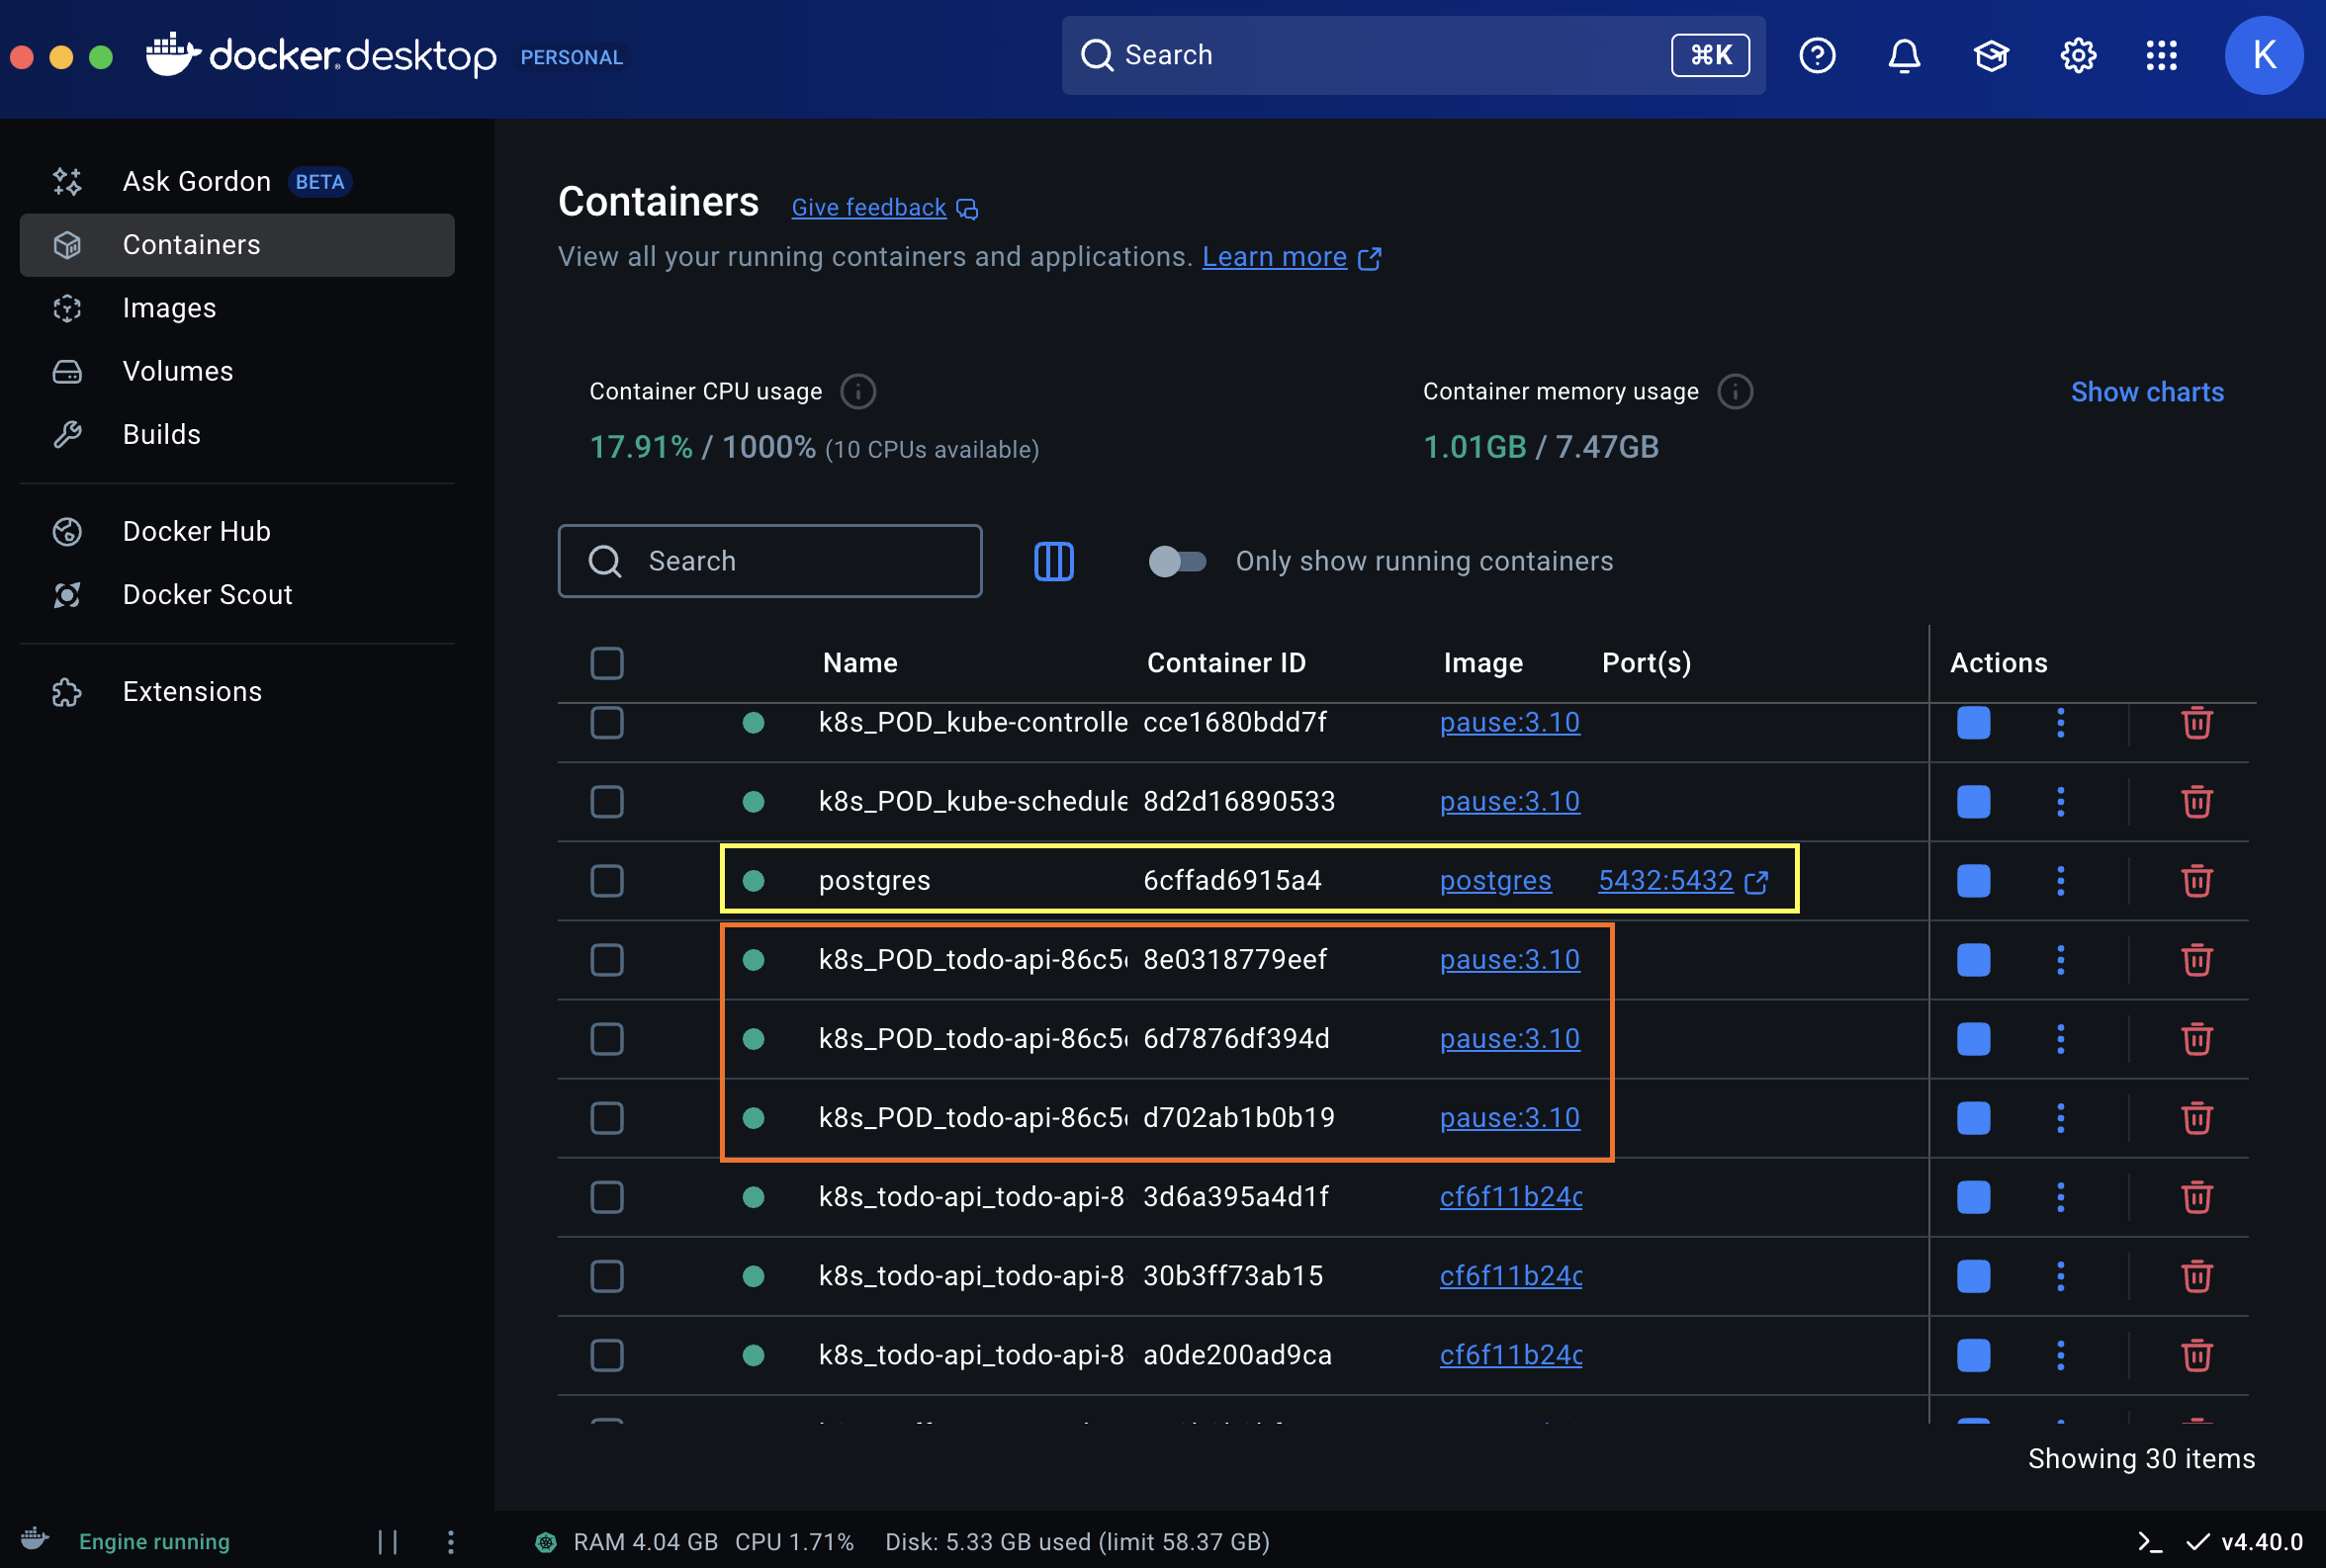 docker desktop PERSONAL
Search
⌘K
K
Ask Gordon BETA
Containers
Images
Volumes
Builds
Docker Hub
Docker Scout
Extensions
Containers Give feedback
View all your running containers and applications. Learn more
Container CPU usage
17.91% / 1000% (10 CPUs available)
Container memory usage
1.01GB / 7.47GB
Show charts
Search
Only show running containers
Name Container ID Image Port(s) Actions
k8s_POD_kube-controlle cce1680bdd7f pause:3.10
k8s_POD_kube-schedule 8d2d16890533 pause:3.10
postgres 6cffad6915a4 postgres 5432:5432
k8s_POD_todo-api-86c5 8e0318779eef pause:3.10
k8s_POD_todo-api-86c5 6d7876df394d pause:3.10
k8s_POD_todo-api-86c5 d702ab1b0b19 pause:3.10
k8s_todo-api_todo-api-8 3d6a395a4d1f cf6f11b24c
k8s_todo-api_todo-api-8 30b3ff73ab15 cf6f11b24c
k8s_todo-api_todo-api-8 a0de200ad9ca cf6f11b24c
Showing 30 items
Engine running
RAM 4.04 GB CPU 1.71% Disk: 5.33 GB used (limit 58.37 GB)
v4.40.0